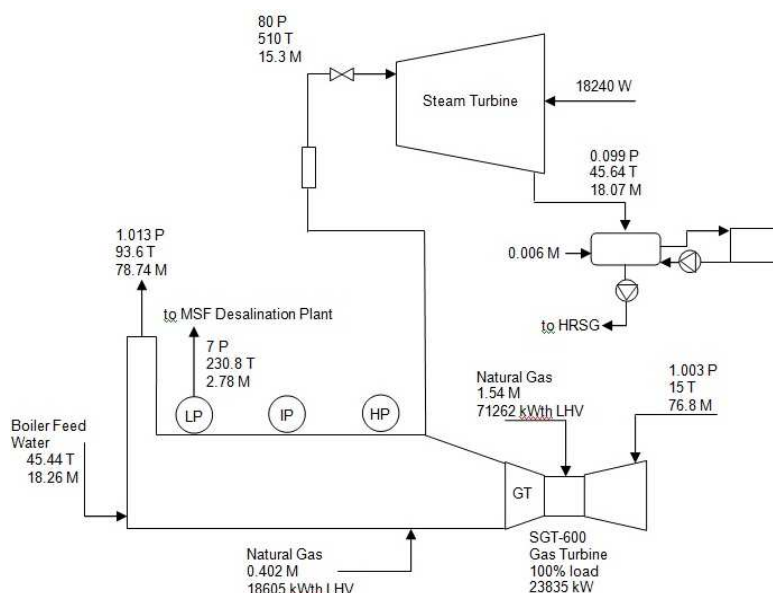 80 P
510 T
15.3 M
Steam Turbine
18240 W
0.099 P
45.64 T
18.07 M
0.006 M
to HRSG
1.013 P
93.6 T
78.74 M
to MSF Desalination Plant
7 P
230.8 T
2.78 M
LP
IP
HP
Boiler Feed
Water
45.44 T
18.26 M
Natural Gas
1.54 M
71262 kWth LHV
1.003 P
15 T
76.8 M
GT
SGT-600
Gas Turbine
100% load
23835 kW
Natural Gas
0.402 M
18605 kWth LHV